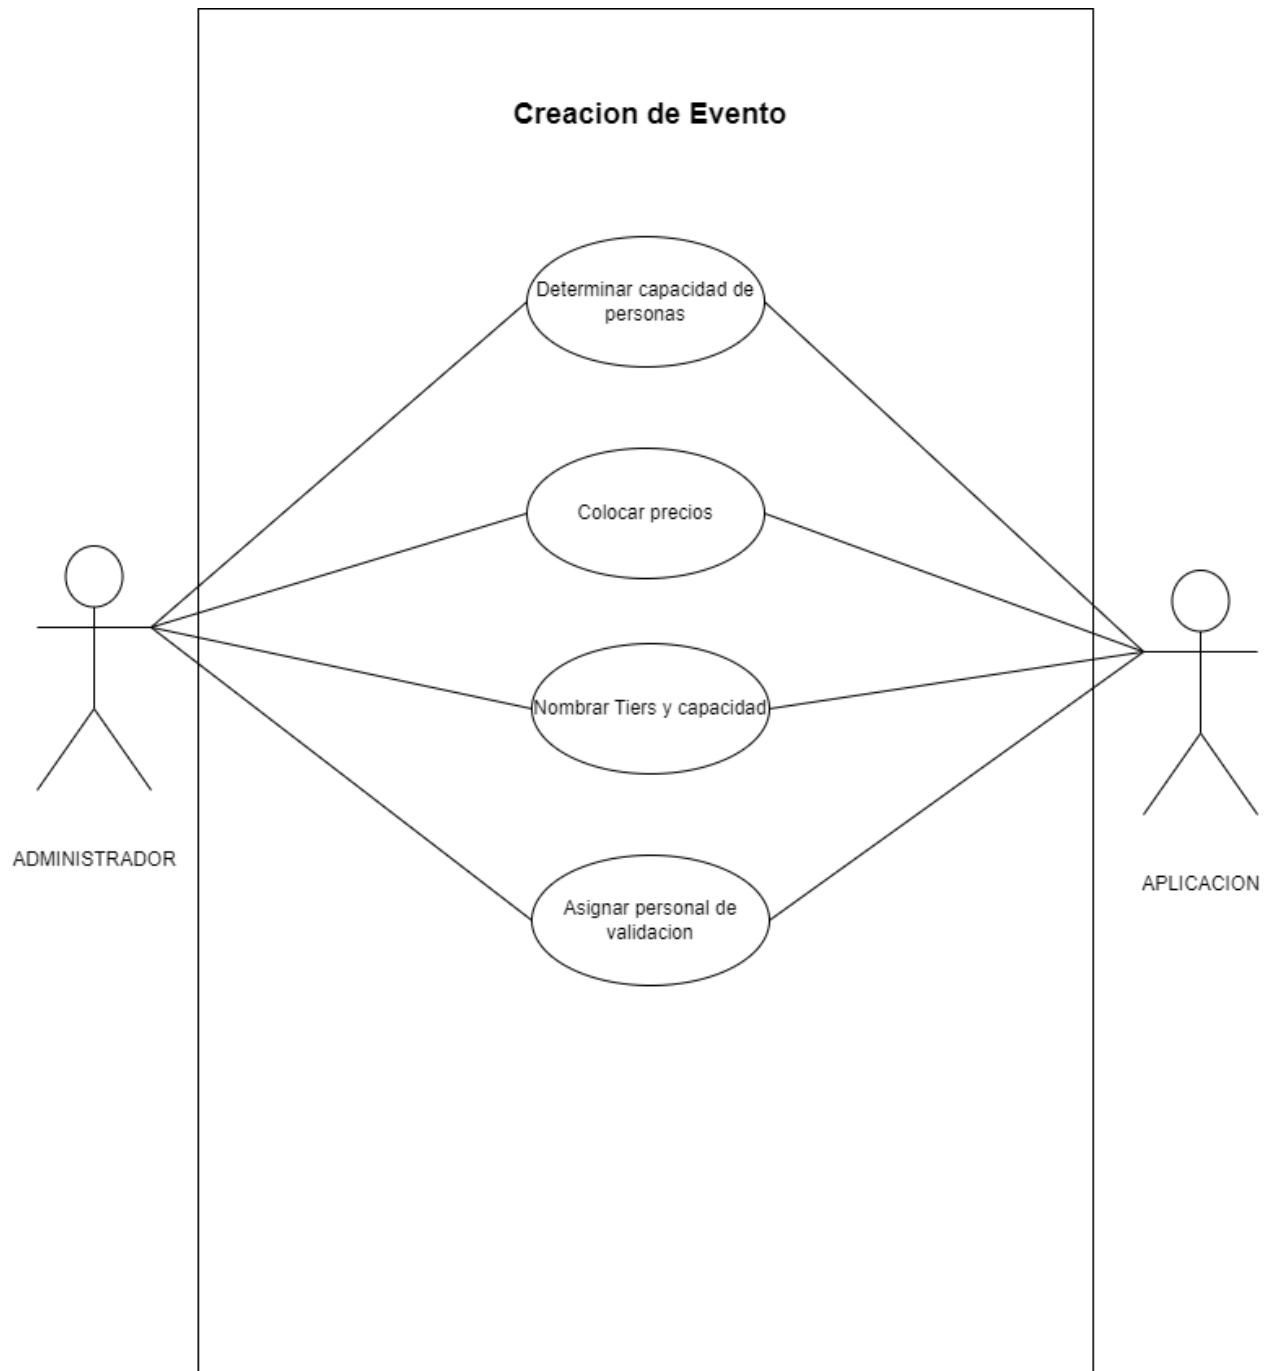 Creacion de Evento
Determinar capacidad de
personas
Colocar precios
Nombrar Tiers y capacidad
ADMINISTRADOR
APLICACION
Asignar personal de
validacion